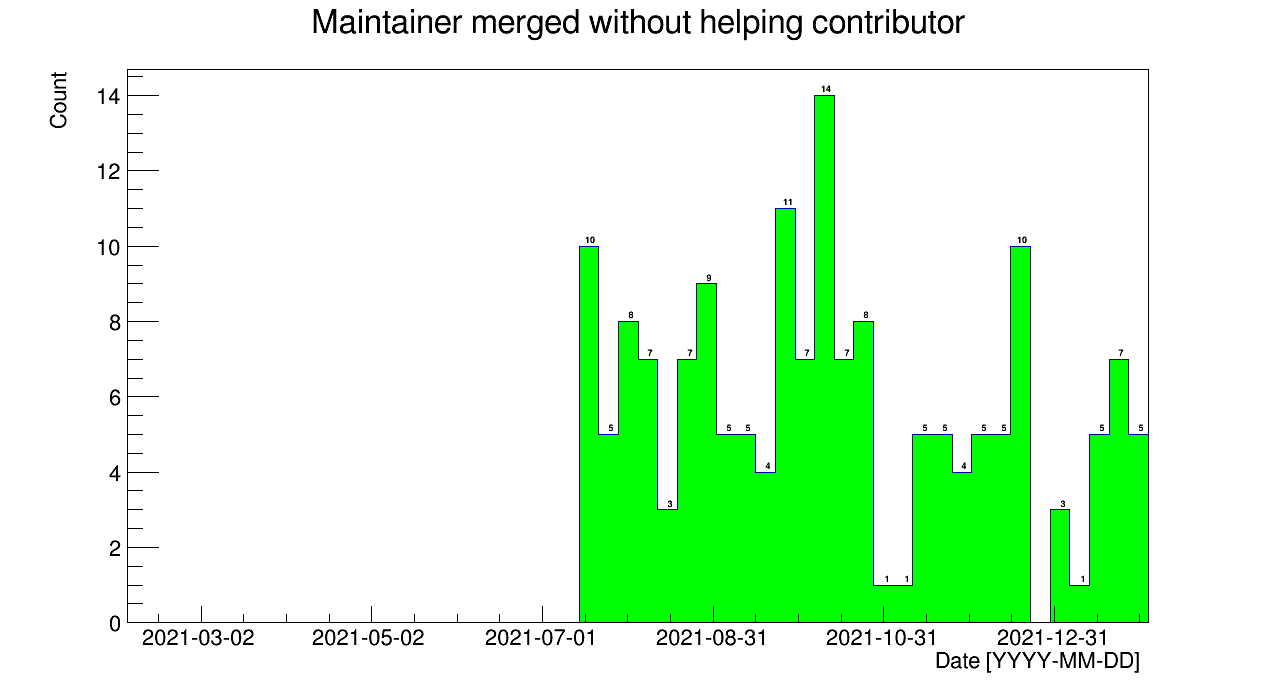 Maintainer merged without helping contributor
Count
14
12
10
8
6
4
2
0
10 5 8 7 3 7 9 5 5 4 11 7 14 7 8 1 1 5 5 4 5 5 10 3 1 5 7 5
2021-03-02 2021-05-02 2021-07-01 2021-08-31 2021-10-31 2021-12-31
Date [YYYY-MM-DD]